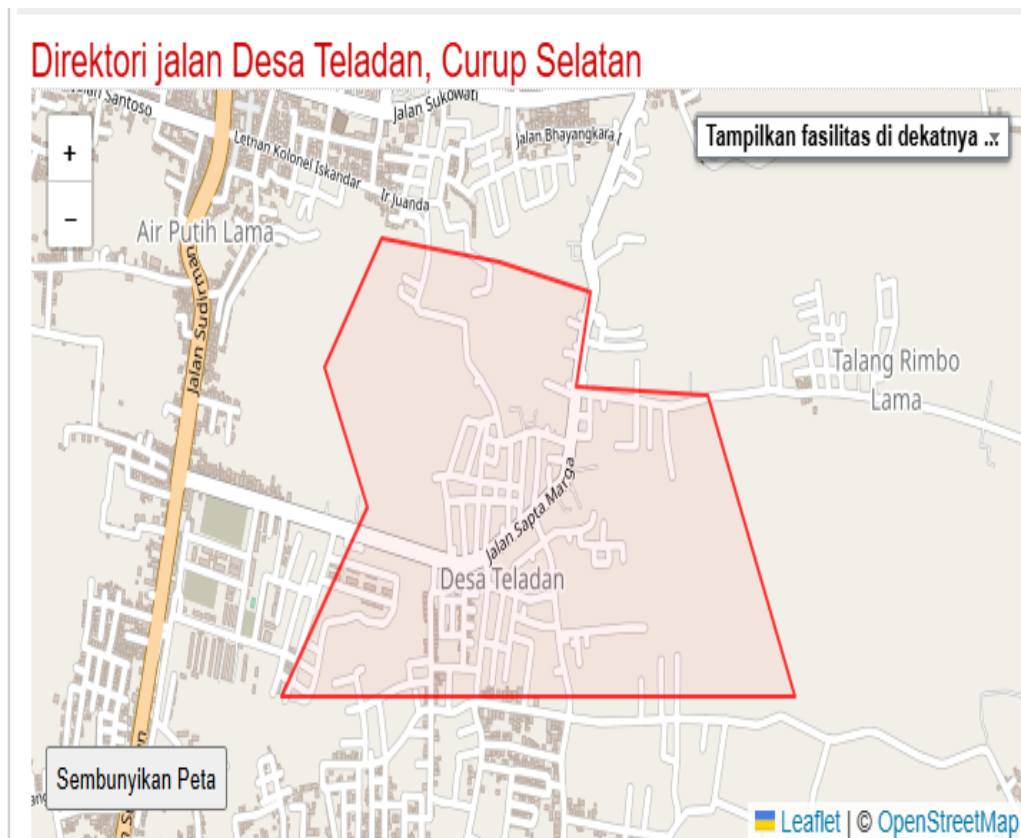 Direktori jalan Desa Teladan, Curup Selatan
Jalan Santoso
Jalan Sukowati
Jalan Bhayangkara
Tampilkan fasilitas di dekatnya ...
+
Letnan Kolonel Iskandar
Ir Juanda
−
Air Putih Lama
Jalan Sudirman
Talang Rimbo
Lama
Jalan Sapta Marga
Desa Teladan
Sembunyikan Peta
Leaflet | © OpenStreetMap